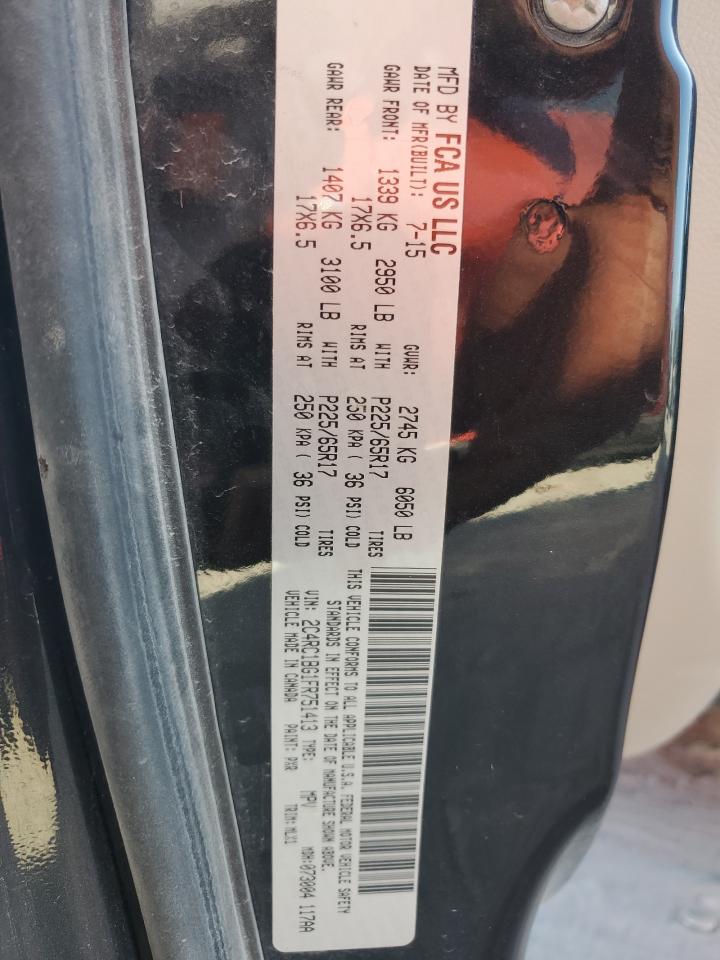 MFD BY FCA US LLC
DATE OF MFR(BUILT): 7-15 GVWR: 2745 KG 6050 LB
GAWR FRONT: 1339 KG 2950 LB WITH P225/65R17 TIRES
17X6.5 RIMS AT 250 KPA ( 36 PSI) COLD
GAWR REAR: 1407 KG 3100 LB WITH P225/65R17 TIRES
17X6.5 RIMS AT 250 KPA ( 36 PSI) COLD
THIS VEHICLE CONFORMS TO ALL APPLICABLE U.S.A. FEDERAL MOTOR VEHICLE SAFETY
STANDARDS IN EFFECT ON THE DATE OF MANUFACTURE SHOWN ABOVE.
VIN: 2C4RC1BG1FR751413 TYPE: MPV MDH:073004 117AA
VEHICLE MADE IN CANADA PAINT: PXR TRIM:MLX1